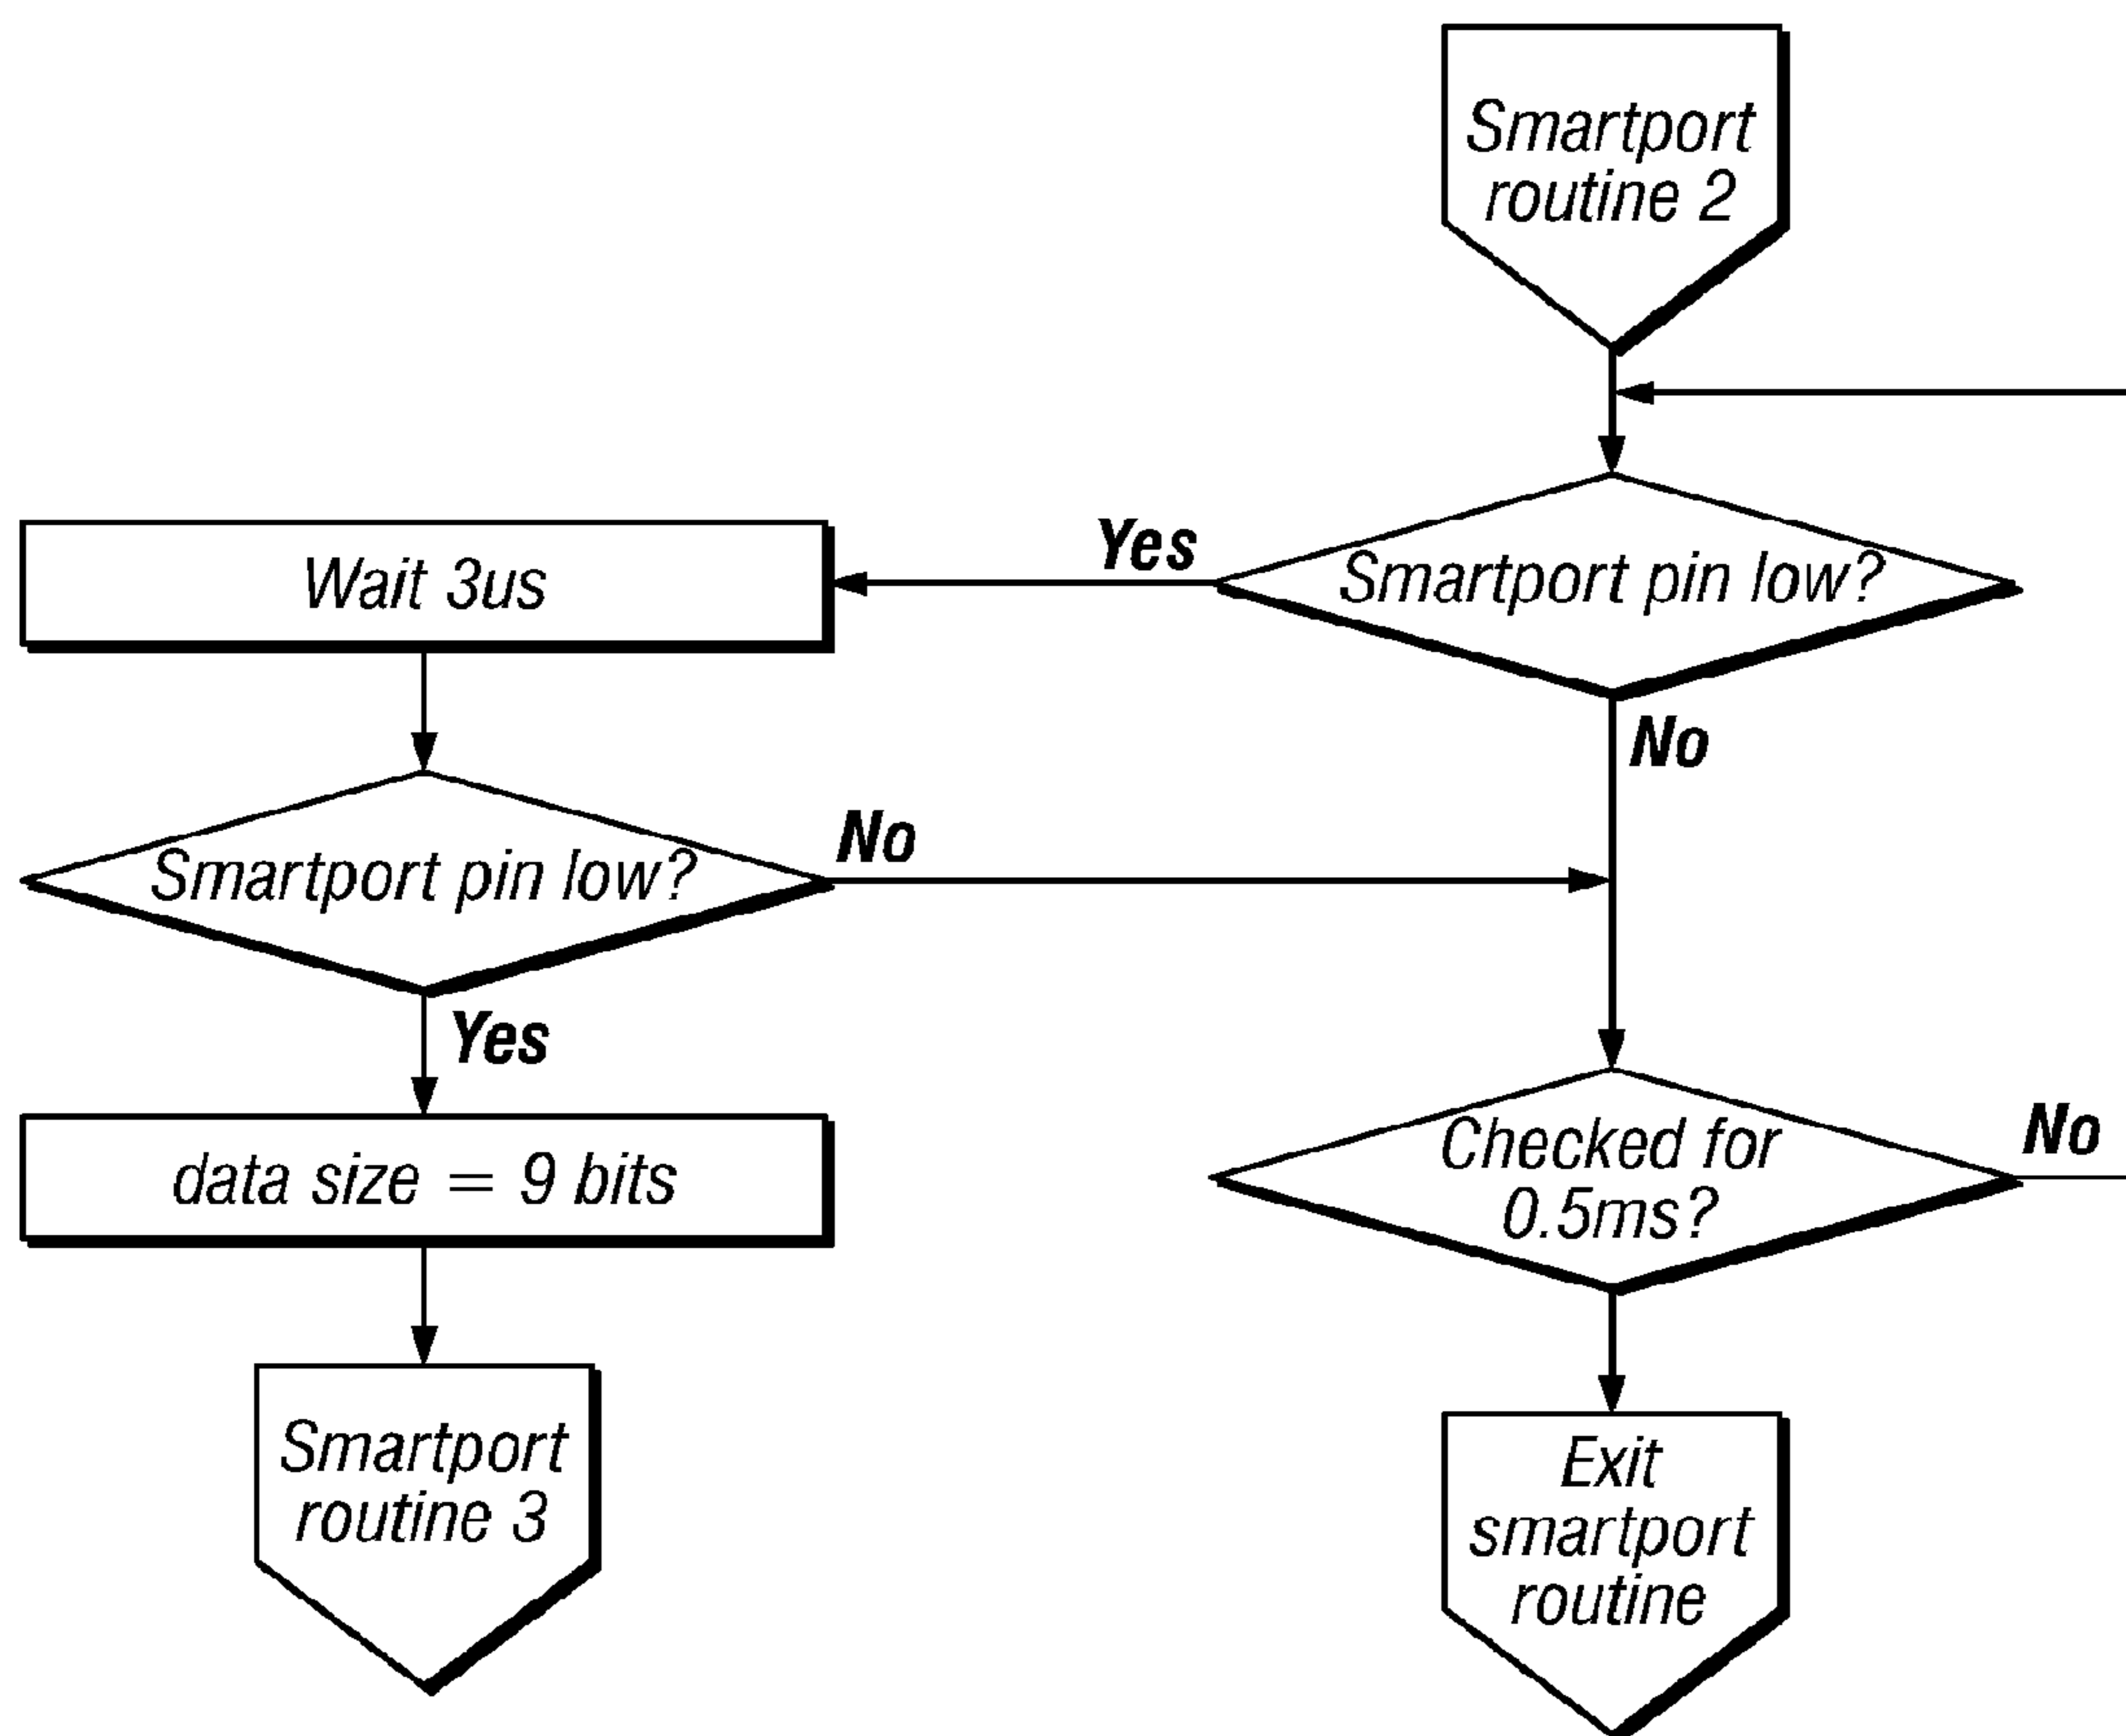 Smartport
routine 2
Yes
Smartport pin low?
Wait 3us
No
Smartport pin low?
No
Yes
data size = 9 bits
Checked for
0.5ms?
No
Smartport
routine 3
Exit
smartport
routine